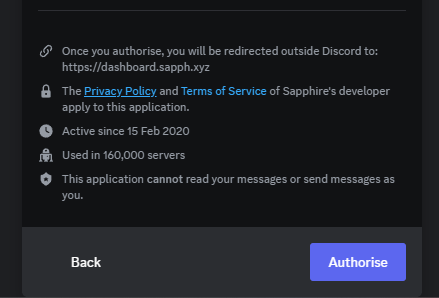 Once you authorise, you will be redirected outside Discord to:
https://dashboard.sapph.xyz
The Privacy Policy and Terms of Service of Sapphire's developer
apply to this application.
Active since 15 Feb 2020
Used in 160,000 servers
This application cannot read your messages or send messages as
you.
Back
Authorise